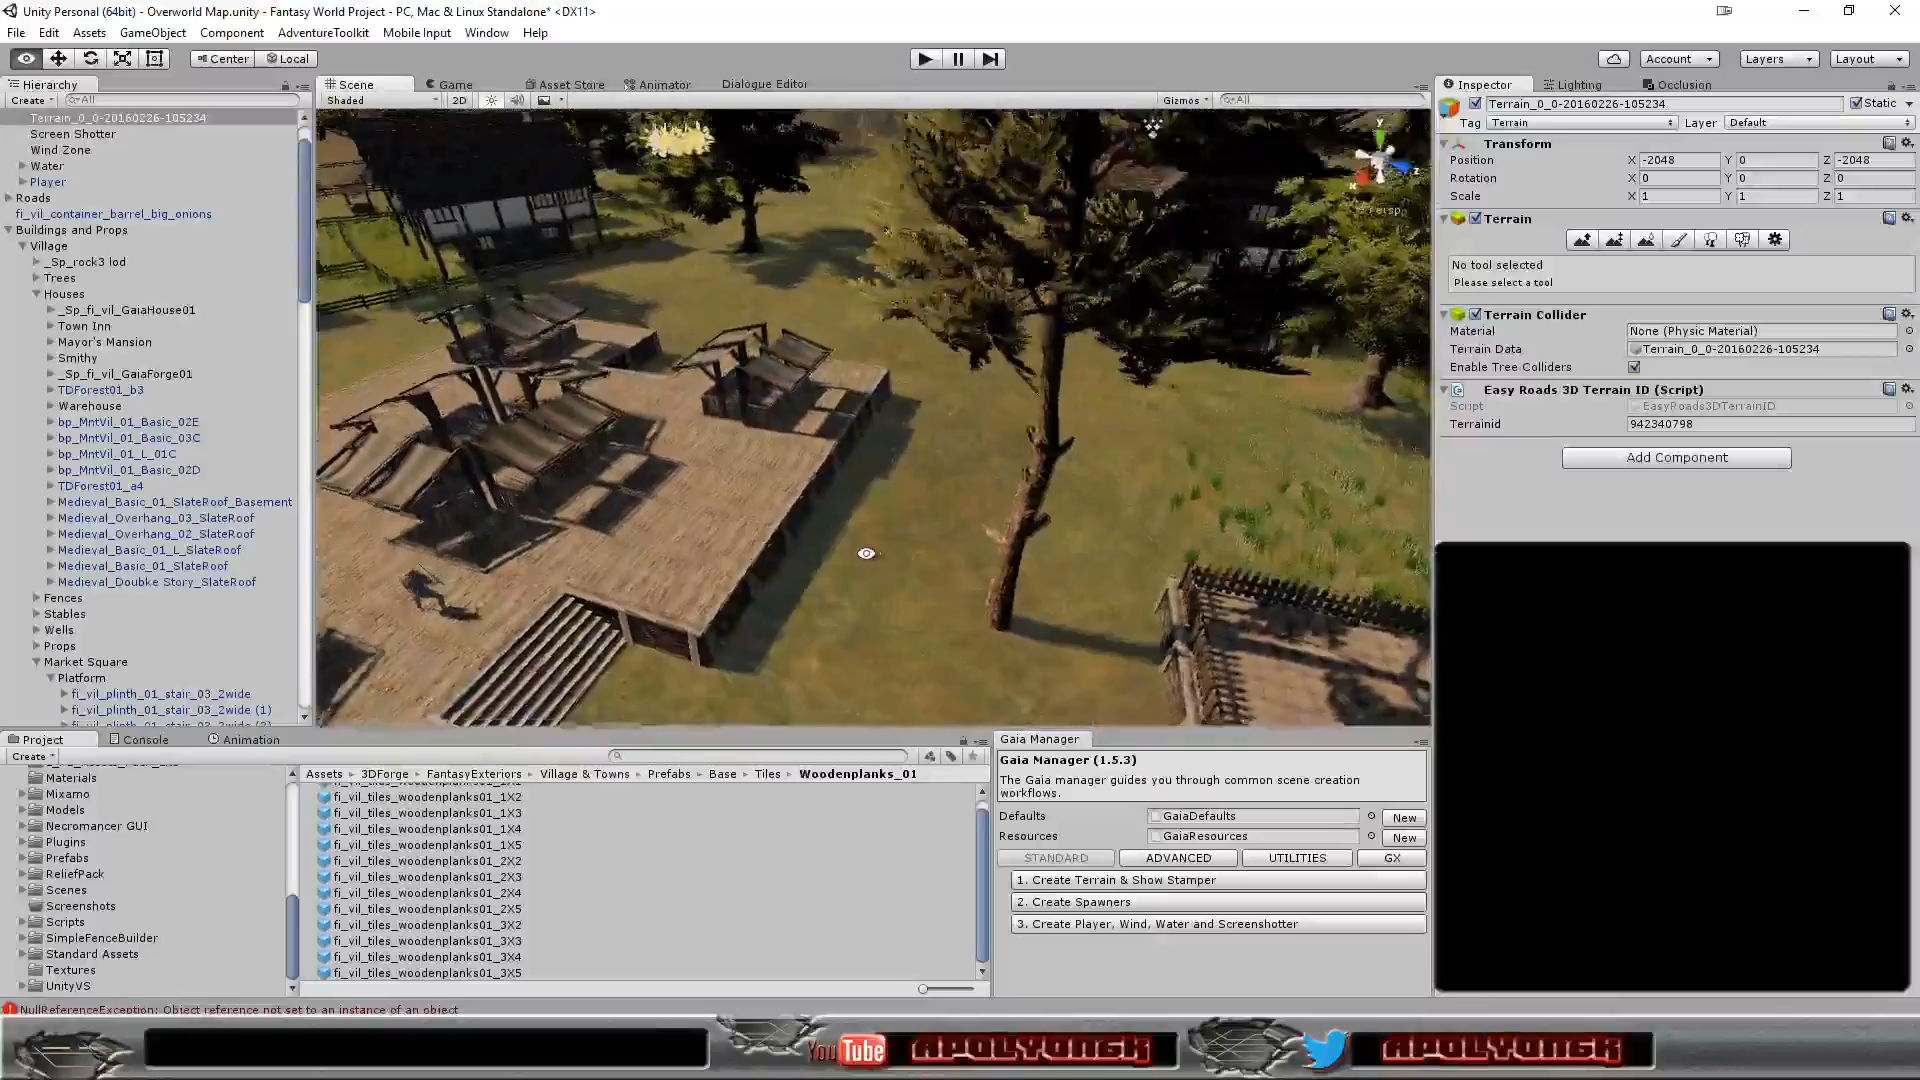 Unity Personal (64bit) - Overworld Map.unity - Fantasy World Project - PC, Mac & Linux Standalone* <DX11>
File Edit Assets GameObject Component AdventureToolkit Mobile Input Window Help
Center Local
Account Layers Layout
Hierarchy
Create All
Terrain_0_0-20160226-105234
Screen Shotter
Wind Zone
Water
Player
Roads
fi_vil_container_barrel_big_onions
Buildings and Props
Village
_Sp_rock3 lod
Trees
Houses
_Sp_fi_vil_GaiaHouse01
Town Inn
Mayor's Mansion
Smithy
_Sp_fi_vil_GaiaForge01
TDForest01_b3
Warehouse
bp_MntVil_01_Basic_02E
bp_MntVil_01_Basic_03C
bp_MntVil_01_L_01C
bp_MntVil_01_Basic_02D
TDForest01_a4
Medieval_Basic_01_SlateRoof_Basement
Medieval_Overhang_03_SlateRoof
Medieval_Overhang_02_SlateRoof
Medieval_Basic_01_L_SlateRoof
Medieval_Basic_01_SlateRoof
Medieval_Doubke Story_SlateRoof
Fences
Stables
Wells
Props
Market Square
Platform
fi_vil_plinth_01_stair_03_2wide
fi_vil_plinth_01_stair_03_2wide (1)
fi_vil_plinth_01_stair_03_2wide (2)
Scene Game Asset Store Animator Dialogue Editor
Shaded 2D Gizmos All
y
x
z
Persp
Inspector Lighting Occlusion
Terrain_0_0-20160226-105234 Static
Tag Terrain Layer Default
Transform
Position X -2048 Y 0 Z -2048
Rotation X 0 Y 0 Z 0
Scale X 1 Y 1 Z 1
Terrain
No tool selected
Please select a tool
Terrain Collider
Material None (Physic Material)
Terrain Data Terrain_0_0-20160226-105234
Enable Tree Colliders
Easy Roads 3D Terrain ID (Script)
Script EasyRoads3DTerrainID
Terrainid 942340798
Add Component
Project Console Animation
Create
Materials
Mixamo
Models
Necromancer GUI
Plugins
Prefabs
ReliefPack
Scenes
Screenshots
Scripts
SimpleFenceBuilder
Standard Assets
Textures
UnityVS
Assets 3DForge FantasyExteriors Village & Towns Prefabs Base Tiles Woodenplanks_01
fi_vil_tiles_woodenplanks01_1X1
fi_vil_tiles_woodenplanks01_1X2
fi_vil_tiles_woodenplanks01_1X3
fi_vil_tiles_woodenplanks01_1X4
fi_vil_tiles_woodenplanks01_1X5
fi_vil_tiles_woodenplanks01_2X2
fi_vil_tiles_woodenplanks01_2X3
fi_vil_tiles_woodenplanks01_2X4
fi_vil_tiles_woodenplanks01_2X5
fi_vil_tiles_woodenplanks01_3X2
fi_vil_tiles_woodenplanks01_3X3
fi_vil_tiles_woodenplanks01_3X4
fi_vil_tiles_woodenplanks01_3X5
Gaia Manager
Gaia Manager (1.5.3)
The Gaia manager guides you through common scene creation
workflows.
Defaults GaiaDefaults New
Resources GaiaResources New
STANDARD ADVANCED UTILITIES GX
1. Create Terrain & Show Stamper
2. Create Spawners
3. Create Player, Wind, Water and Screenshotter
NullReferenceException: Object reference not set to an instance of an object
YouTube APOLYONGK APOLYONGK